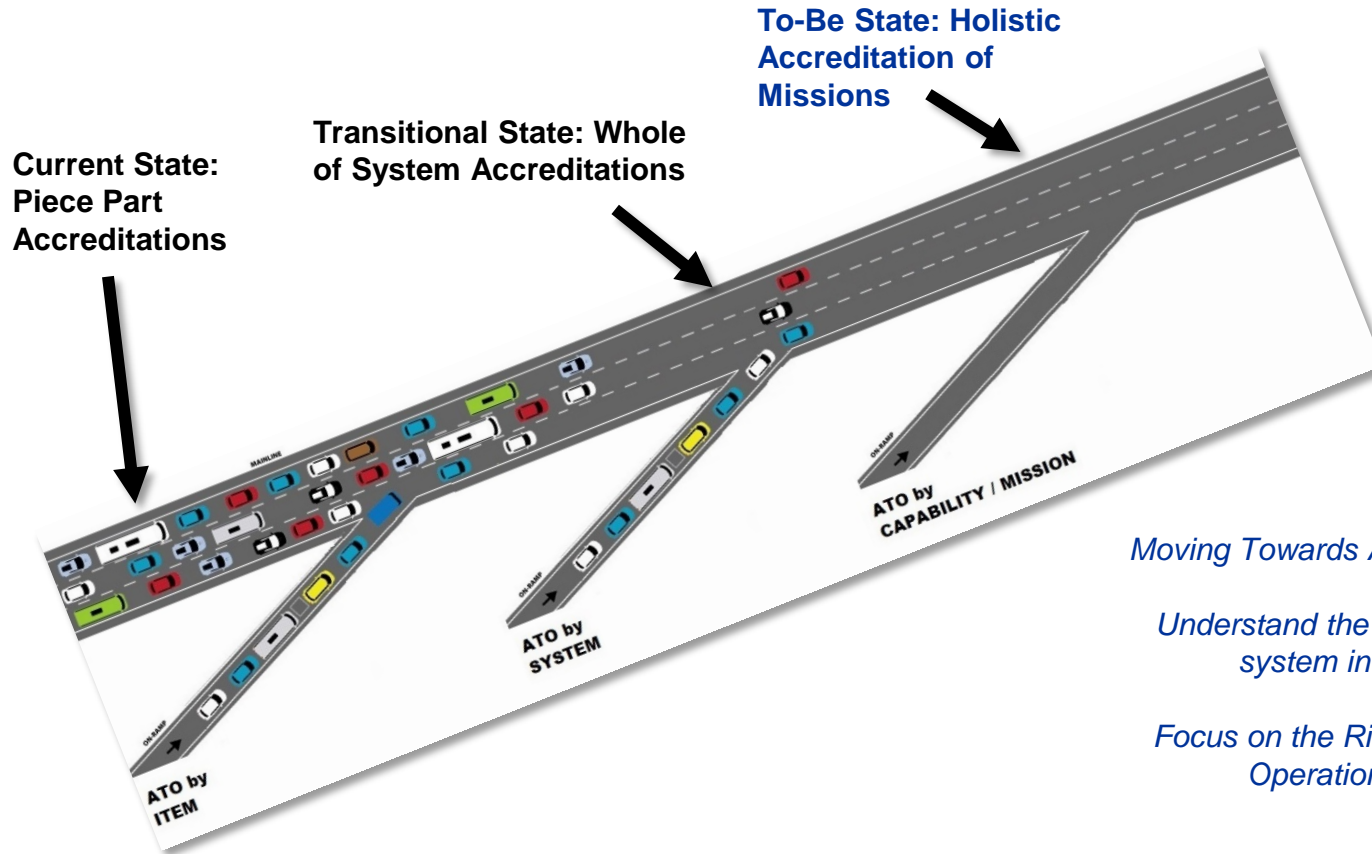 To-Be State: Holistic
Accreditation of
Missions
Transitional State: Whole
of System Accreditations
Current State:
Piece Part
Accreditations
MAINLINE
ON-RAMP
ATO by
ITEM
ON-RAMP
ATO by
SYSTEM
ON-RAMP
ATO by
CAPABILITY / MISSION
Moving Towards
Understand the
system in
Focus on the